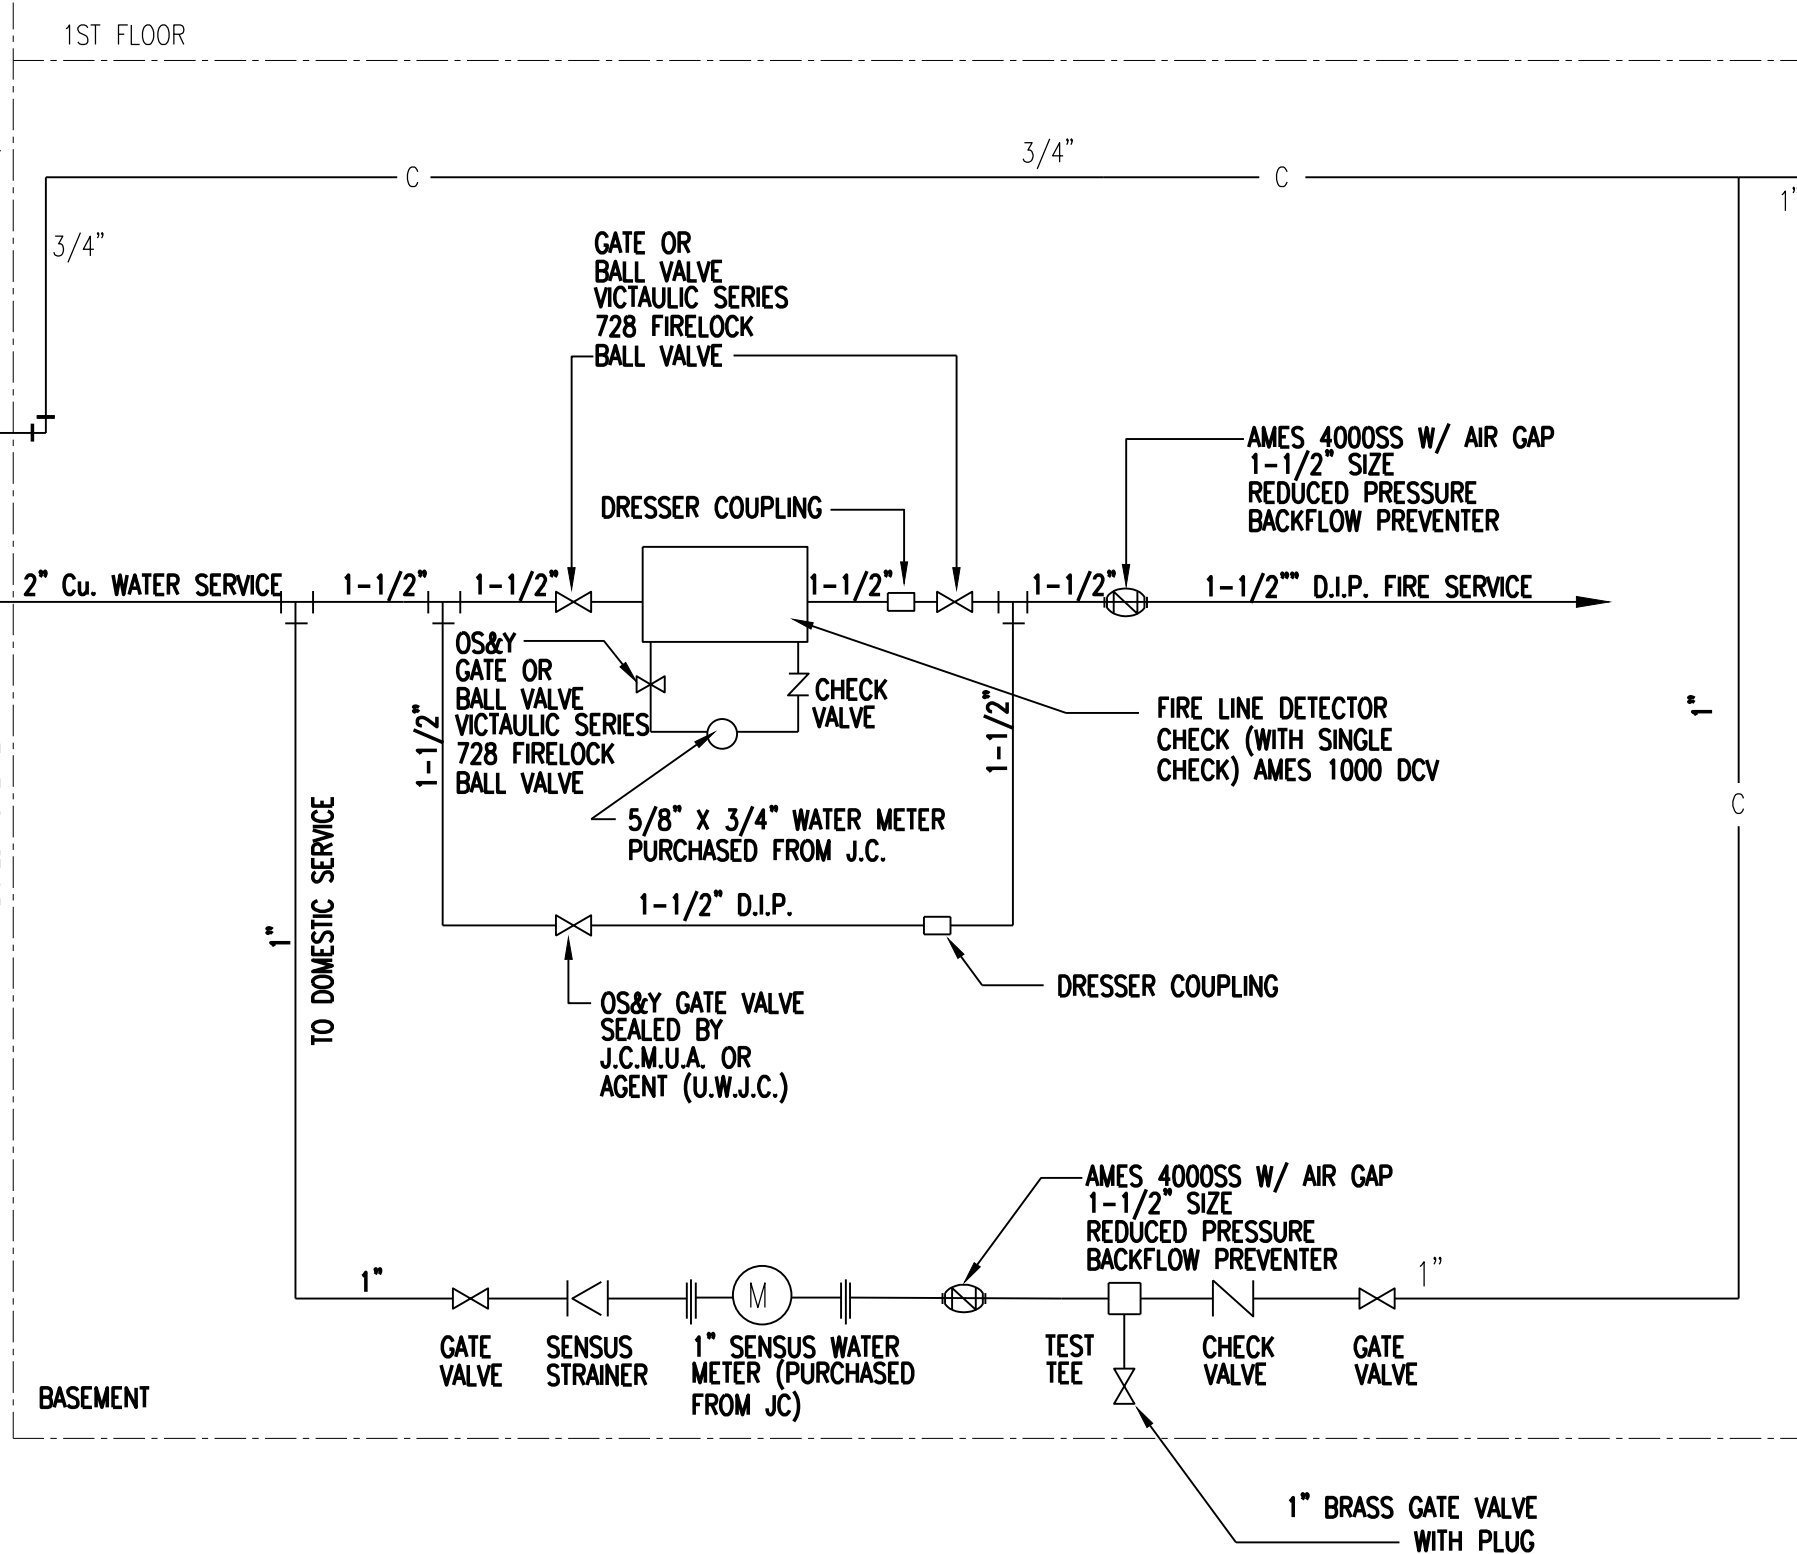 1ST FLOOR
C
3/4"
C
1"
3/4"
GATE OR
BALL VALVE
VICTAULIC SERIES
728 FIRELOCK
BALL VALVE
AMES 4000SS W/ AIR GAP
1-1/2" SIZE
REDUCED PRESSURE
BACKFLOW PREVENTER
DRESSER COUPLING
2" Cu. WATER SERVICE
1-1/2"
1-1/2"
1-1/2"
1-1/2"
1-1/2"" D.I.P. FIRE SERVICE
OS&Y
GATE OR
BALL VALVE
VICTAULIC SERIES
728 FIRELOCK
BALL VALVE
CHECK
VALVE
1-1/2"
1-1/2"
FIRE LINE DETECTOR
CHECK (WITH SINGLE
CHECK) AMES 1000 DCV
1"
C
5/8" X 3/4" WATER METER
PURCHASED FROM J.C.
1-1/2" D.I.P.
1"
TO DOMESTIC SERVICE
DRESSER COUPLING
OS&Y GATE VALVE
SEALED BY
J.C.M.U.A. OR
AGENT (U.W.J.C.)
AMES 4000SS W/ AIR GAP
1-1/2" SIZE
REDUCED PRESSURE
BACKFLOW PREVENTER
1"
M
1"
GATE
VALVE
SENSUS
STRAINER
1" SENSUS WATER
METER (PURCHASED
FROM JC)
TEST
TEE
CHECK
VALVE
GATE
VALVE
BASEMENT
1" BRASS GATE VALVE
WITH PLUG